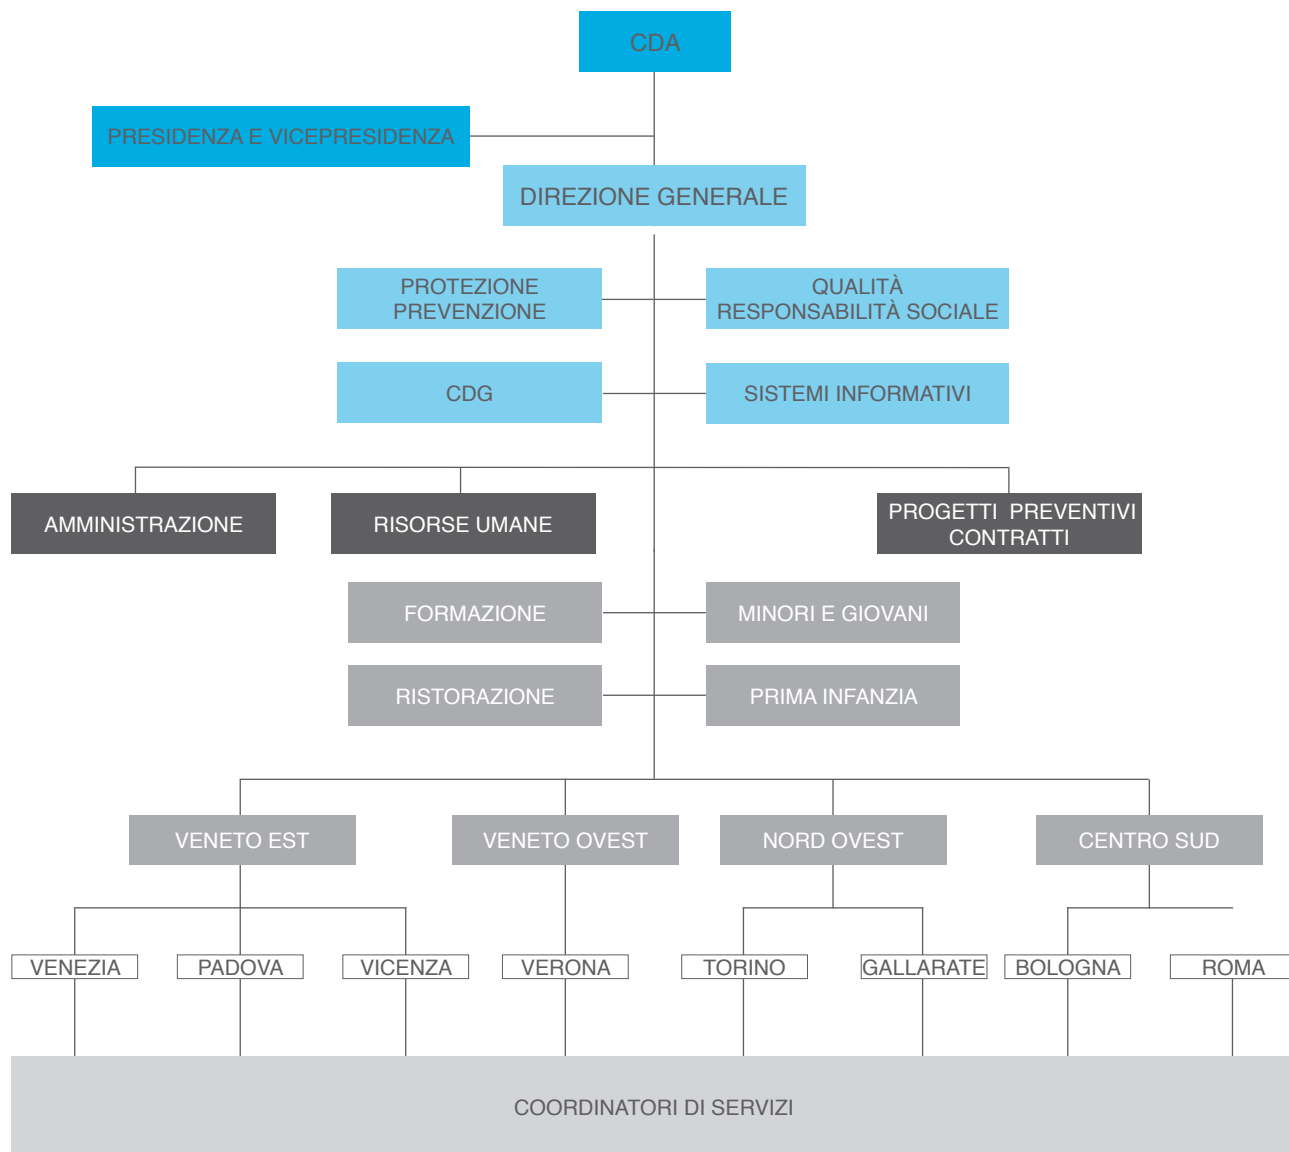 CDA
PRESIDENZA E VICEPRESIDENZA
DIREZIONE GENERALE
PROTEZIONE
PREVENZIONE
QUALITÀ
RESPONSABILITÀ SOCIALE
CDG
SISTEMI INFORMATIVI
AMMINISTRAZIONE
RISORSE UMANE
PROGETTI PREVENTIVI
CONTRATTI
FORMAZIONE
MINORI E GIOVANI
RISTORAZIONE
PRIMA INFANZIA
VENETO EST
VENETO OVEST
NORD OVEST
CENTRO SUD
VENEZIA
PADOVA
VICENZA
VERONA
TORINO
GALLARATE
BOLOGNA
ROMA
COORDINATORI DI SERVIZI